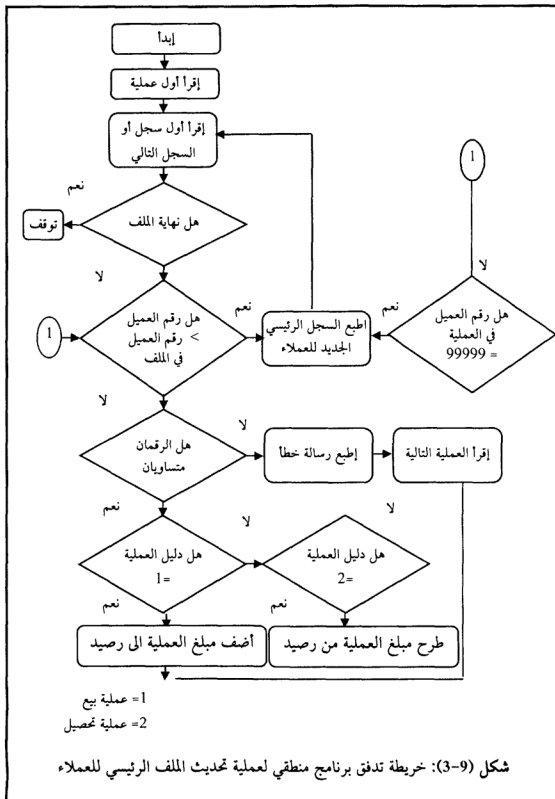 إبدأ
إقرأ أول عملية
إقرأ أول سجل أو
السجل التالي
1
نعم
هل نهاية الملف
توقف
لا
لا
هل رقم العميل
< رقم العميل
في الملف
نعم
اطبع السجل الرئيسي
الجديد للعملاء
نعم
هل رقم العميل
في العملية
= 99999
1
لا
هل الرقمان
متساويان
لا
إطبع رسالة خطأ
إقرأ العملية التالية
نعم
لا
لا
هل دليل العملية
1=
هل دليل العملية
2=
نعم
نعم
أضف مبلغ العملية الى رصيد
طرح مبلغ العملية من رصيد
1= عملية بيع
2= عملية تحصيل
شكل (9-3): خريطة تدفق برنامج منطقي لعملية تحديث الملف الرئيسي للعملاء